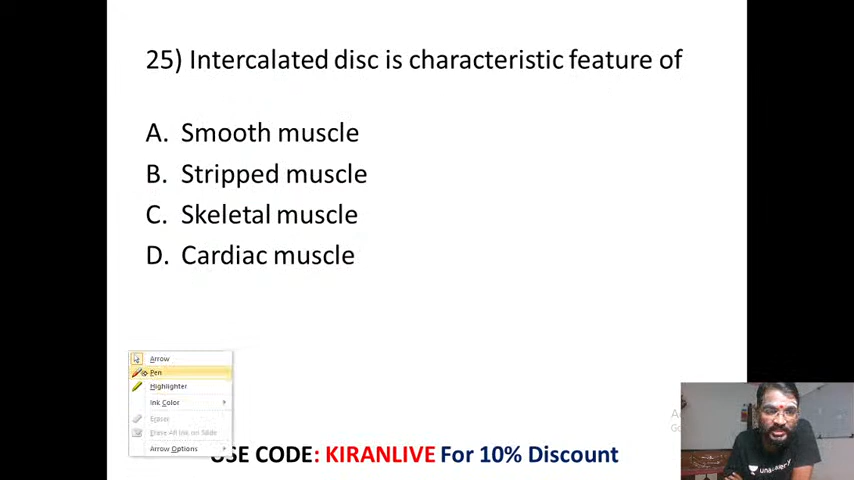 25) Intercalated disc is characteristic feature of
A. Smooth muscle
B. Stripped muscle
C. Skeletal muscle
D. Cardiac muscle
Arrow
Pen
Highlighter
Ink Color
Eraser
Erase All Ink on Slide
Arrow Options
USE CODE: KIRANLIVE For 10% Discount